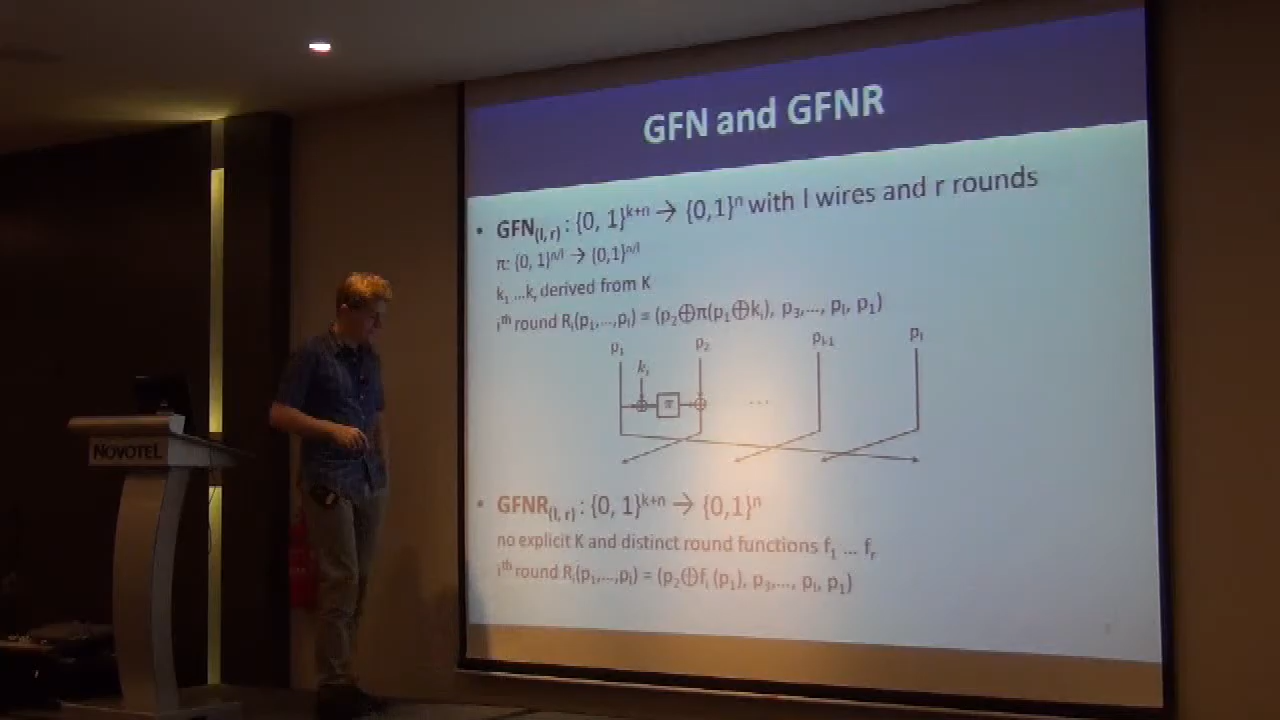 GFN and GFNR
• GFN(l, r) : {0, 1}^k+n → {0,1}^n with l wires and r rounds
π: {0, 1}^n/l → {0,1}^n/l
k1 ...kr derived from K
i^th round Ri(p1,...,pl) = (p2⊕π(p1⊕ki), p3,..., pl, p1)
p1 p2 pl-1 pl
ki
π
...
• GFNR(l, r) : {0, 1}^k+n → {0,1}^n
no explicit K and distinct round functions f1 ... fr
i^th round Ri(p1,...,pl) = (p2⊕fi (p1), p3,..., pl, p1)
NOVOTEL